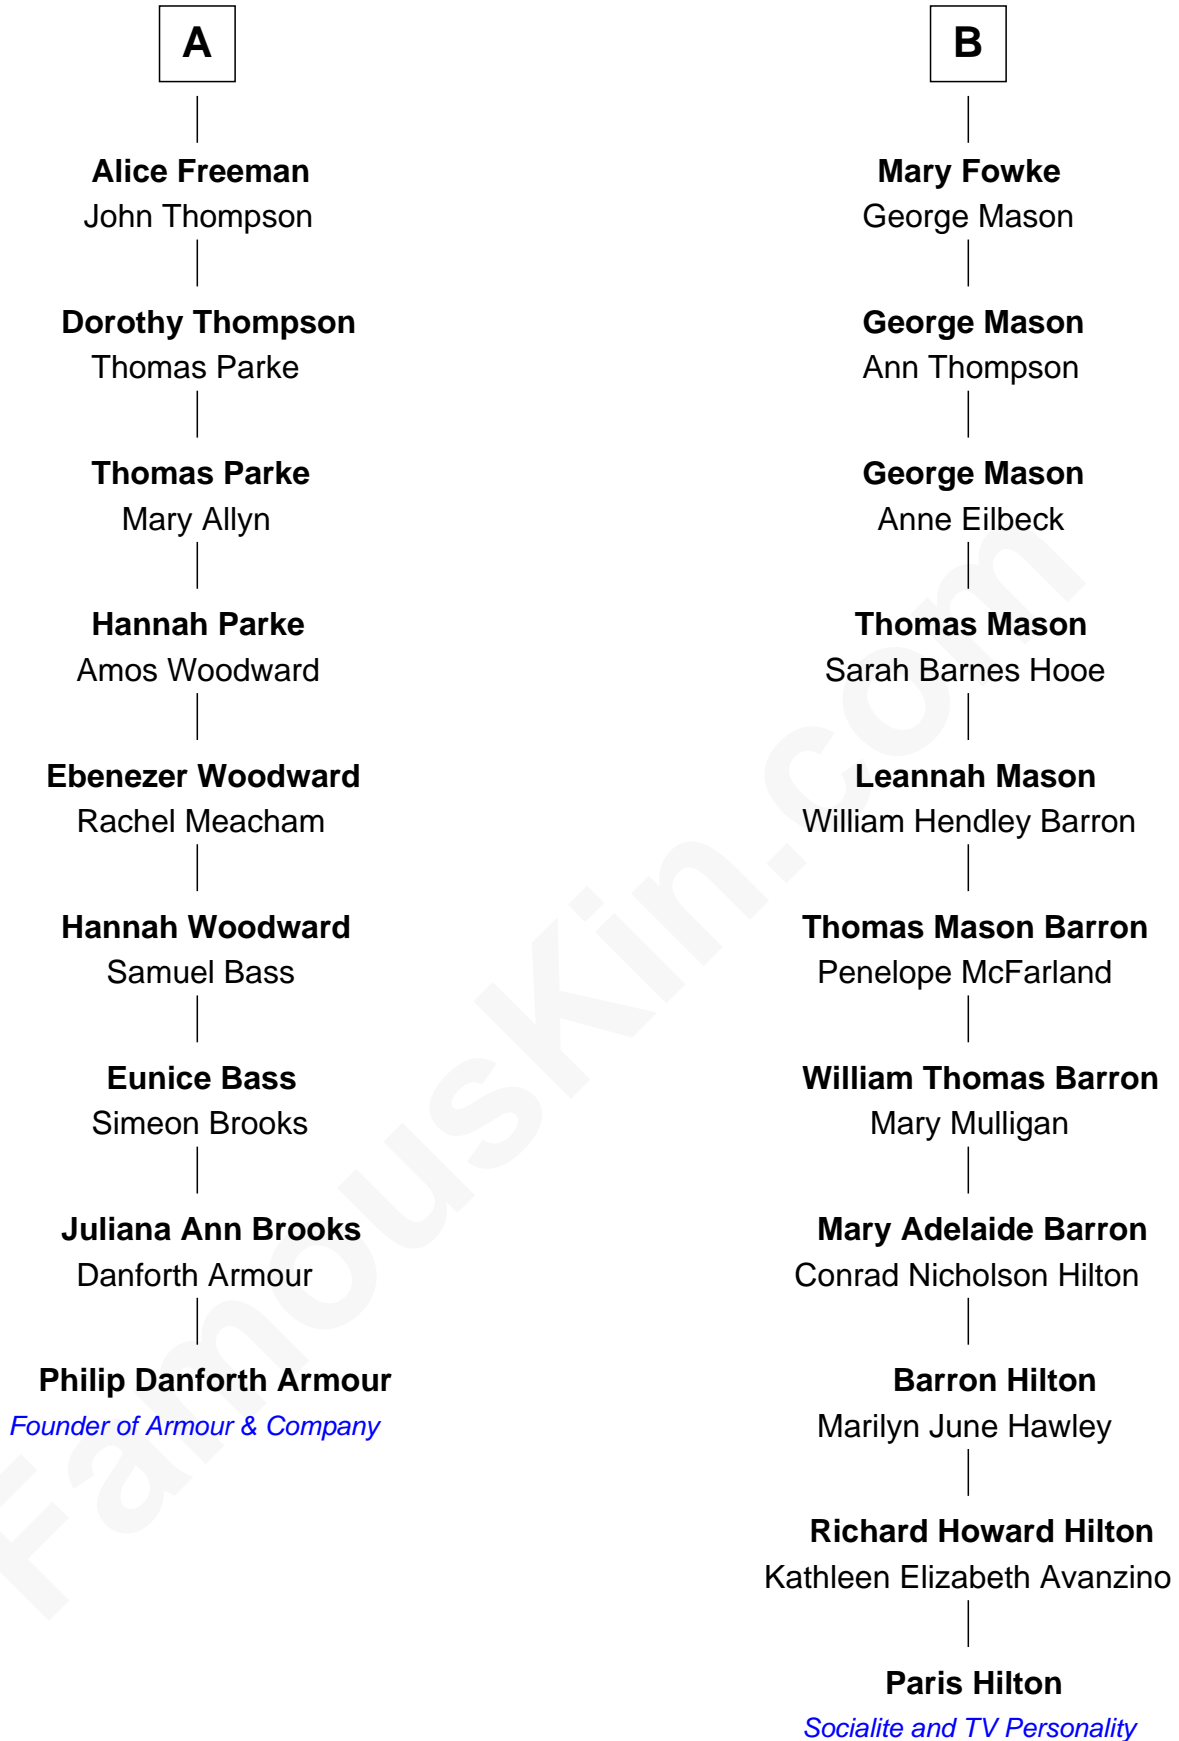 A
Alice Freeman
John Thompson
Dorothy Thompson
Thomas Parke
Thomas Parke
Mary Allyn
Hannah Parke
Amos Woodward
Ebenezer Woodward
Rachel Meacham
Hannah Woodward
Samuel Bass
Eunice Bass
Simeon Brooks
Juliana Ann Brooks
Danforth Armour
Philip Danforth Armour
Founder of Armour & Company
B
Mary Fowke
George Mason
George Mason
Ann Thompson
George Mason
Anne Eilbeck
Thomas Mason
Sarah Barnes Hooe
Leannah Mason
William Hendley Barron
Thomas Mason Barron
Penelope McFarland
William Thomas Barron
Mary Mulligan
Mary Adelaide Barron
Conrad Nicholson Hilton
Barron Hilton
Marilyn June Hawley
Richard Howard Hilton
Kathleen Elizabeth Avanzino
Paris Hilton
Socialite and TV Personality
FamousKin.com